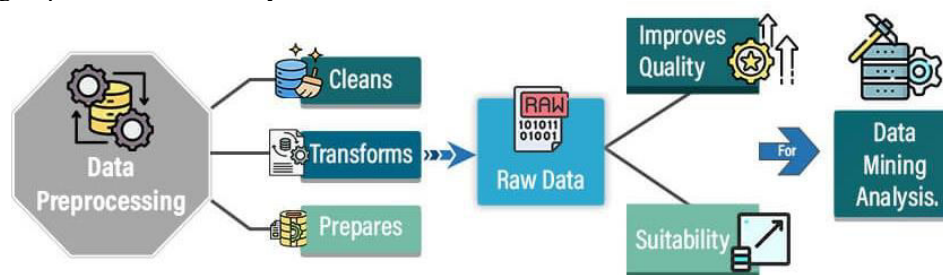 Data
Preprocessing
Cleans
Transforms
Prepares
RAW
101011
01001
Raw Data
Improves
Quality
Suitability
For
Data
Mining
Analysis.